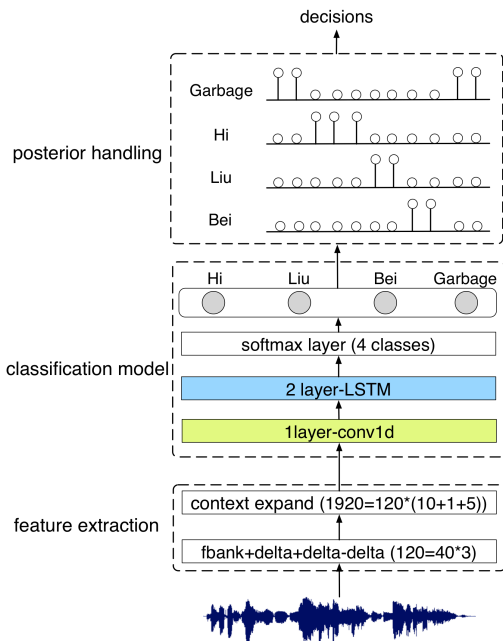 decisions
posterior handling
Garbage
Hi
Liu
Bei
classification model
Hi Liu Bei Garbage
softmax layer (4 classes)
2 layer-LSTM
1layer-conv1d
feature extraction
context expand (1920=120*(10+1+5))
fbank+delta+delta-delta (120=40*3)